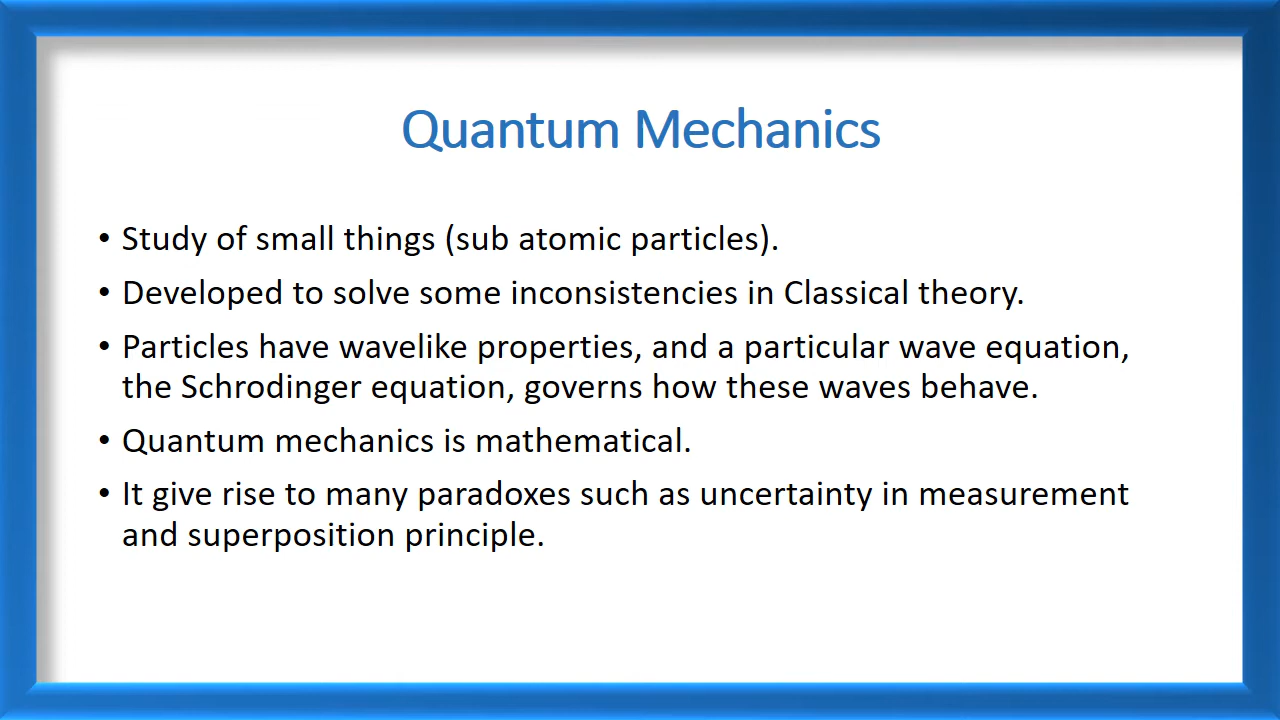 Quantum Mechanics
• Study of small things (sub atomic particles).
• Developed to solve some inconsistencies in Classical theory.
• Particles have wavelike properties, and a particular wave equation,
the Schrodinger equation, governs how these waves behave.
• Quantum mechanics is mathematical.
• It give rise to many paradoxes such as uncertainty in measurement
and superposition principle.